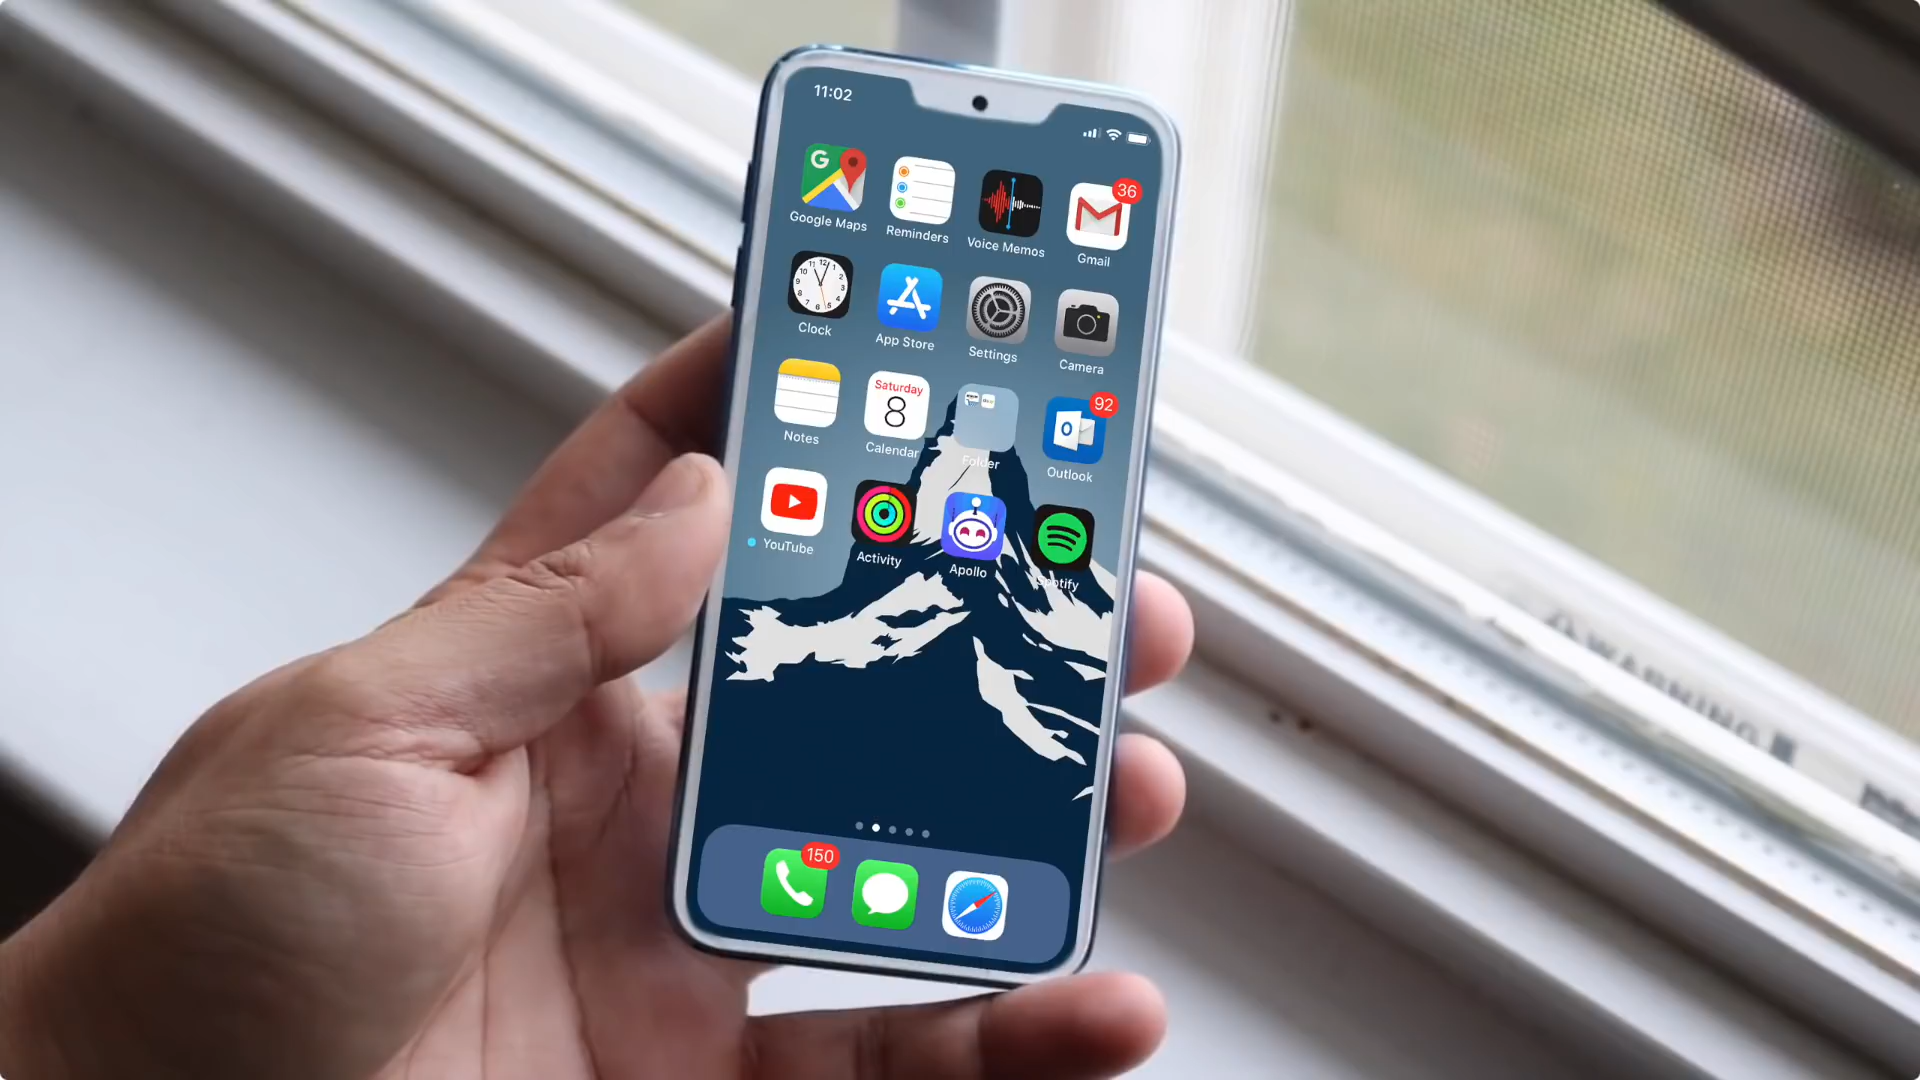 11:02
G
36
Google Maps
Reminders
Voice Memos
Gmail
Clock
App Store
Settings
Camera
Saturday
8
92
Notes
Calendar
Folder
Outlook
YouTube
Activity
Apollo
Spotify
150
WARNING